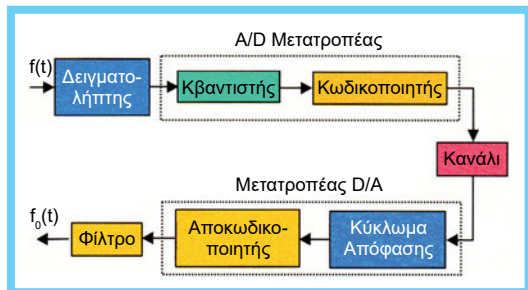 A/D Μετατροπέας
f(t)
Δειγματο-
λήπτης
Κβαντιστής
Κωδικοποιητής
Κανάλι
Μετατροπέας D/A
f₀(t)
Φίλτρο
Αποκωδικο-
ποιητής
Κύκλωμα
Απόφασης